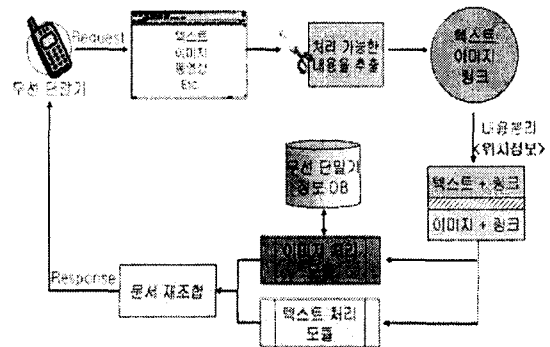 Request
무선 단말기
텍스트
이미지
동영상
Etc
처리 가능한
내용을 추출
텍스트
이미지
링크
내용분리
<위치정보>
텍스트 + 링크
이미지 + 링크
무선 단말기
정보 DB
이미지 처리
텍스트 처리
모듈
문서 재조합
Response